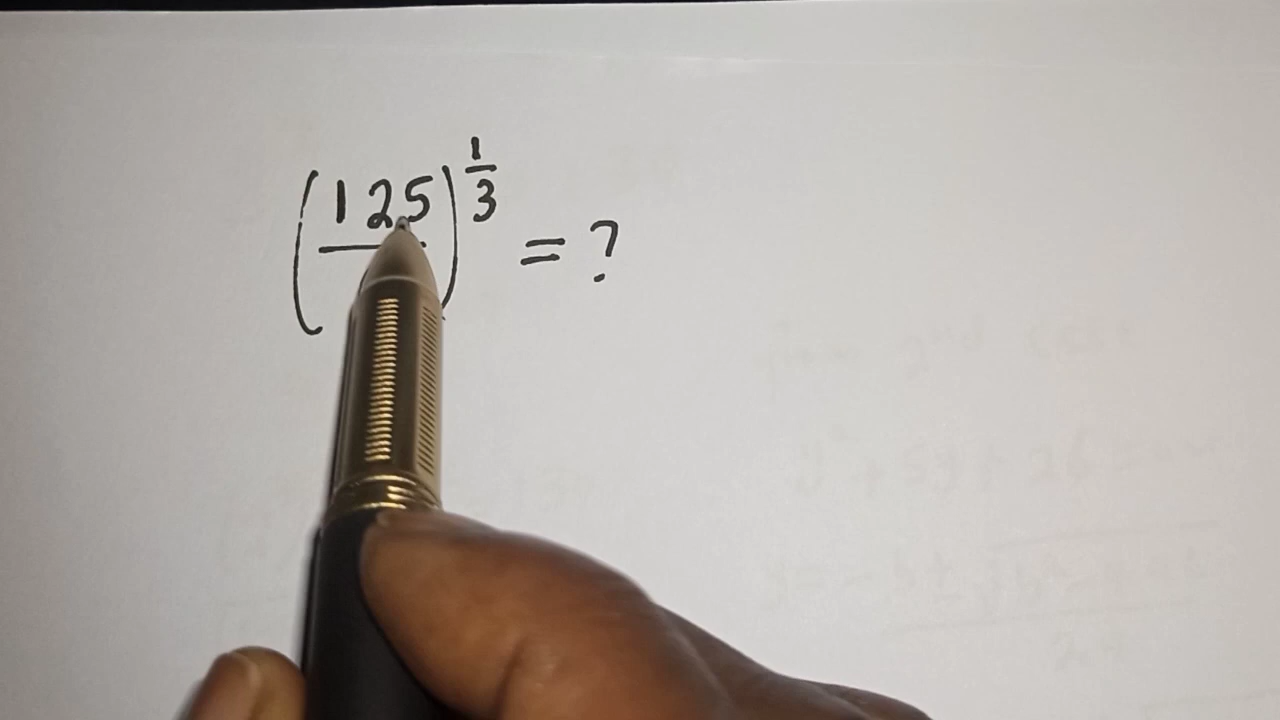 (125/)^1/3 = ?